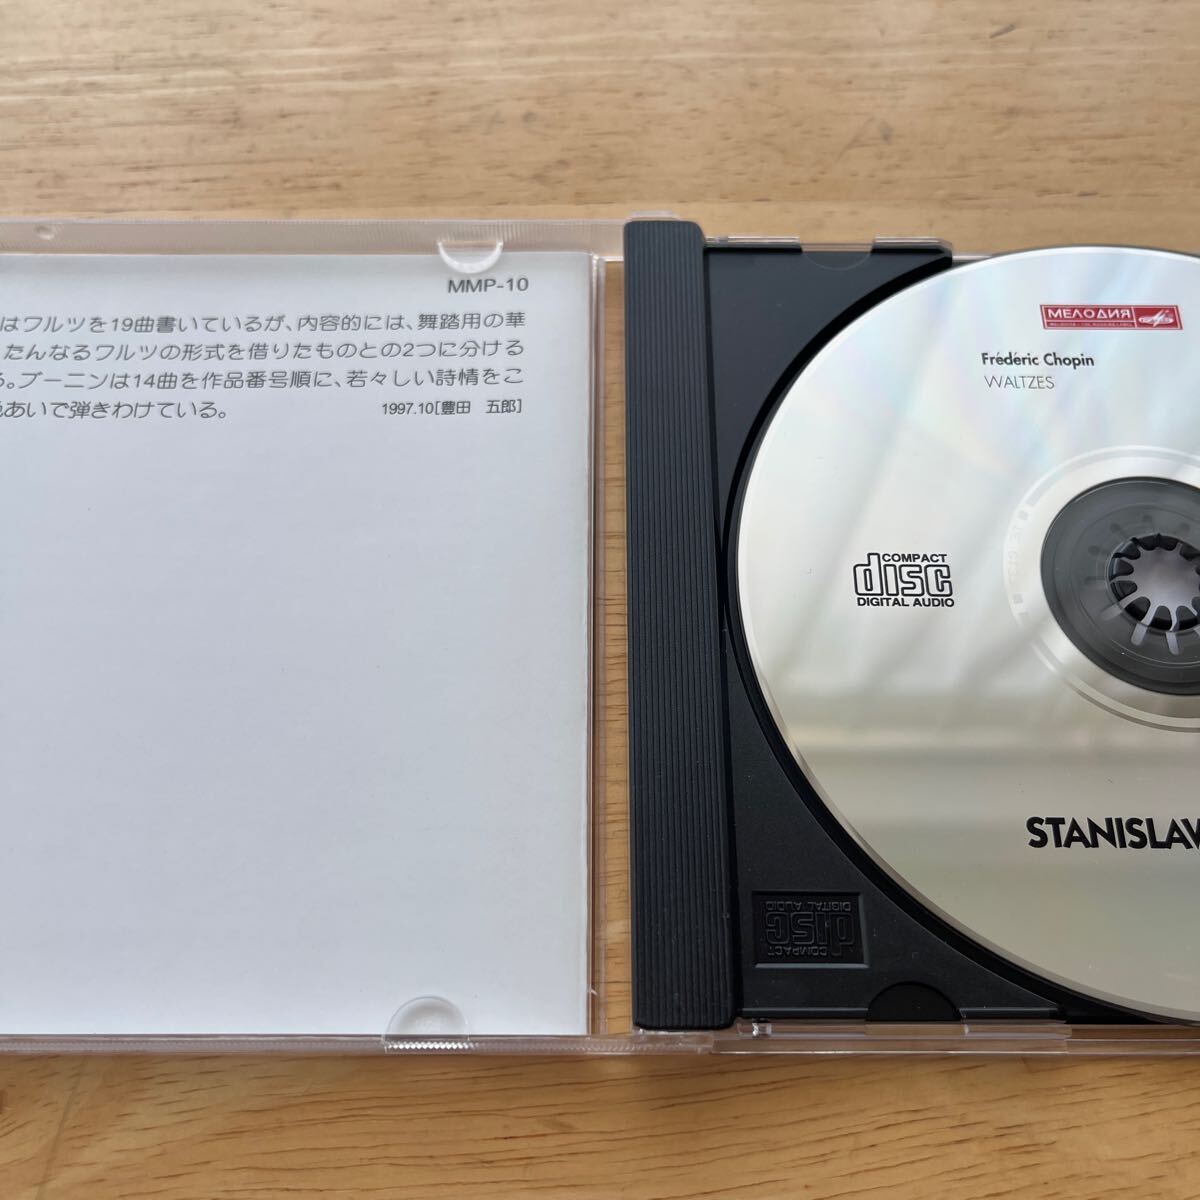 MMP-10
はワルツを19曲書いているが、内容的には、舞踏用の華
たんなるワルツの形式を借りたものとの2つに分ける
る。ブーニンは14曲を作品番号順に、若々しい詩情をこ
色あいで弾きわけている。
1997.10[豊田 五郎]
МЕЛОДИЯ
Frédéric Chopin
WALTZES
COMPACT
disc
DIGITAL AUDIO
STANISLAV
COMPACT
disc
DIGITAL AUDIO